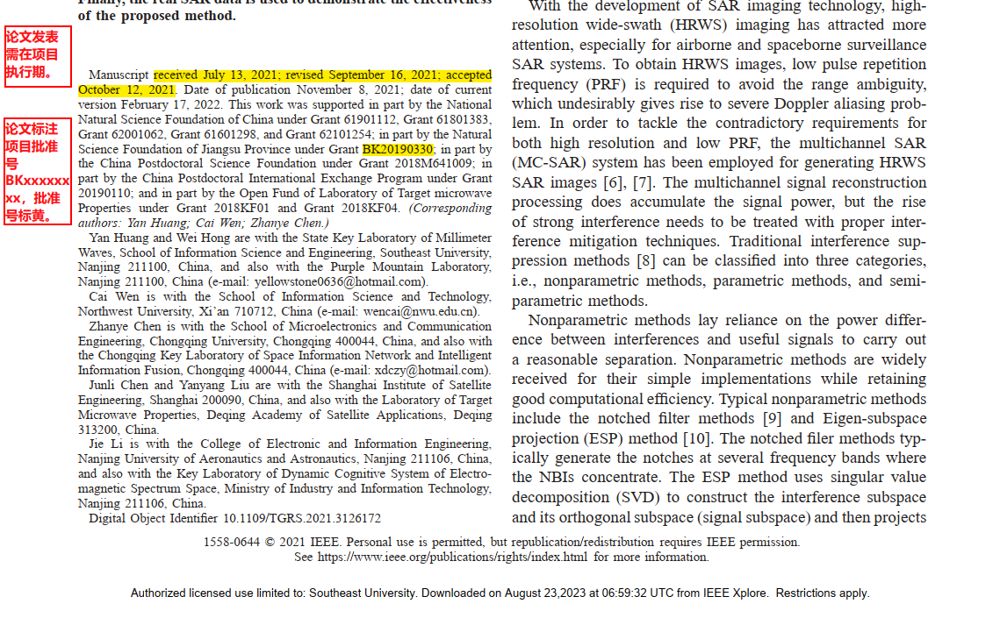 Finally, the real SAR data is used to demonstrate the effectiveness
of the proposed method.
论文发表
需在项目
执行期。
论文标注
项目批准
号
BKxxxxxx
xx，批准
号标黄。
Manuscript received July 13, 2021; revised September 16, 2021; accepted
October 12, 2021. Date of publication November 8, 2021; date of current
version February 17, 2022. This work was supported in part by the National
Natural Science Foundation of China under Grant 61901112, Grant 61801383,
Grant 62001062, Grant 61601298, and Grant 62101254; in part by the Natural
Science Foundation of Jiangsu Province under Grant BK20190330; in part by
the China Postdoctoral Science Foundation under Grant 2018M641009; in
part by the China Postdoctoral International Exchange Program under Grant
20190110; and in part by the Open Fund of Laboratory of Target microwave
Properties under Grant 2018KF01 and Grant 2018KF04. (Corresponding
authors: Yan Huang; Cai Wen; Zhanye Chen.)
Yan Huang and Wei Hong are with the State Key Laboratory of Millimeter
Waves, School of Information Science and Engineering, Southeast University,
Nanjing 211100, China, and also with the Purple Mountain Laboratory,
Nanjing 211100, China (e-mail: yellowstone0636@hotmail.com).
Cai Wen is with the School of Information Science and Technology,
Northwest University, Xi'an 710712, China (e-mail: wencai@nwu.edu.cn).
Zhanye Chen is with the School of Microelectronics and Communication
Engineering, Chongqing University, Chongqing 400044, China, and also with
the Chongqing Key Laboratory of Space Information Network and Intelligent
Information Fusion, Chongqing 400044, China (e-mail: xdczy@hotmail.com).
Junli Chen and Yanyang Liu are with the Shanghai Institute of Satellite
Engineering, Shanghai 200090, China, and also with the Laboratory of Target
Microwave Properties, Deqing Academy of Satellite Applications, Deqing
313200, China.
Jie Li is with the College of Electronic and Information Engineering,
Nanjing University of Aeronautics and Astronautics, Nanjing 211106, China,
and also with the Key Laboratory of Dynamic Cognitive System of Electro-
magnetic Spectrum Space, Ministry of Industry and Information Technology,
Nanjing 211106, China.
Digital Object Identifier 10.1109/TGRS.2021.3126172
With the development of SAR imaging technology, high-
resolution wide-swath (HRWS) imaging has attracted more
attention, especially for airborne and spaceborne surveillance
SAR systems. To obtain HRWS images, low pulse repetition
frequency (PRF) is required to avoid the range ambiguity,
which undesirably gives rise to severe Doppler aliasing prob-
lem. In order to tackle the contradictory requirements for
both high resolution and low PRF, the multichannel SAR
(MC-SAR) system has been employed for generating HRWS
SAR images [6], [7]. The multichannel signal reconstruction
processing does accumulate the signal power, but the rise
of strong interference needs to be treated with proper inter-
ference mitigation techniques. Traditional interference sup-
pression methods [8] can be classified into three categories,
i.e., nonparametric methods, parametric methods, and semi-
parametric methods.
Nonparametric methods lay reliance on the power differ-
ence between interferences and useful signals to carry out
a reasonable separation. Nonparametric methods are widely
received for their simple implementations while retaining
good computational efficiency. Typical nonparametric methods
include the notched filter methods [9] and Eigen-subspace
projection (ESP) method [10]. The notched filer methods typ-
ically generate the notches at several frequency bands where
the NBIs concentrate. The ESP method uses singular value
decomposition (SVD) to construct the interference subspace
and its orthogonal subspace (signal subspace) and then projects
1558-0644 © 2021 IEEE. Personal use is permitted, but republication/redistribution requires IEEE permission.
See https://www.ieee.org/publications/rights/index.html for more information.
Authorized licensed use limited to: Southeast University. Downloaded on August 23,2023 at 06:59:32 UTC from IEEE Xplore. Restrictions apply.